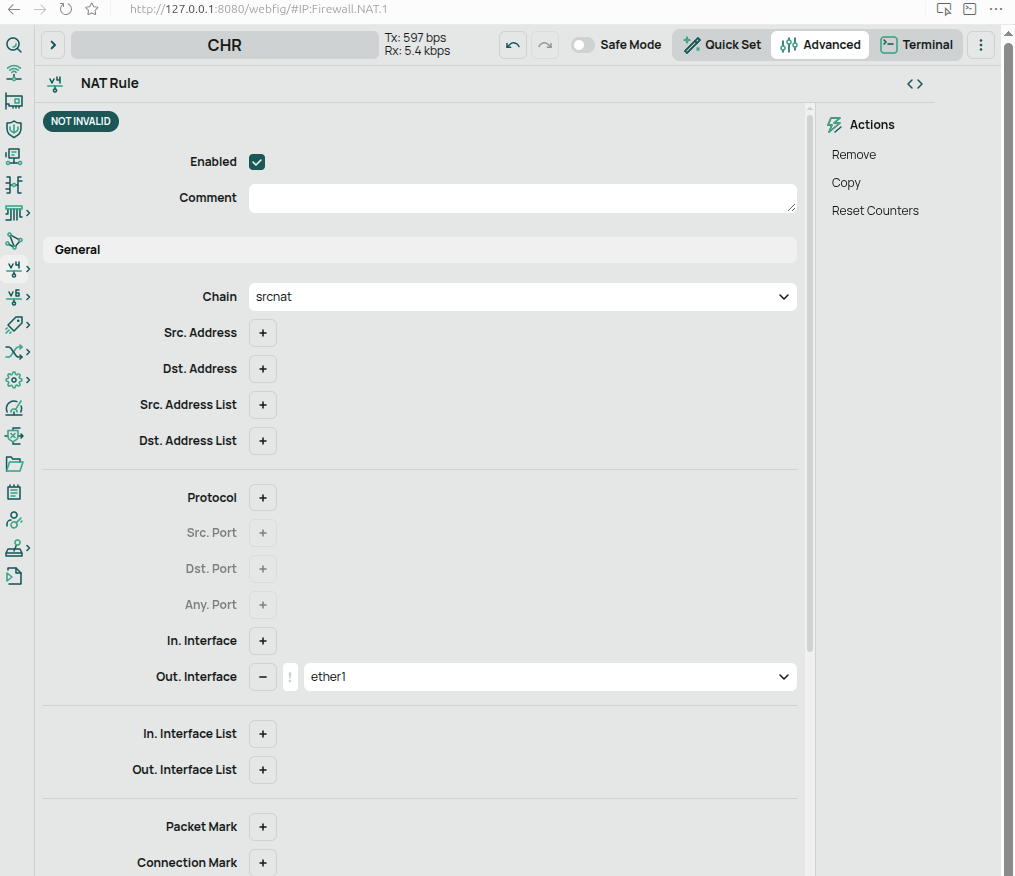 http://127.0.0.1:8080/webfig/#IP:Firewall.NAT.1
CHR
Tx: 597 bps
Rx: 5.4 kbps
Safe Mode
Quick Set
Advanced
Terminal
v4
NAT Rule
<>
NOT INVALID
Enabled
Comment
General
Chain
srcnat
Src. Address
+
Dst. Address
+
Src. Address List
+
Dst. Address List
+
Protocol
+
Src. Port
+
Dst. Port
+
Any. Port
+
In. Interface
+
Out. Interface
−
!
ether1
In. Interface List
+
Out. Interface List
+
Packet Mark
+
Connection Mark
+
Actions
Remove
Copy
Reset Counters
v4
v6